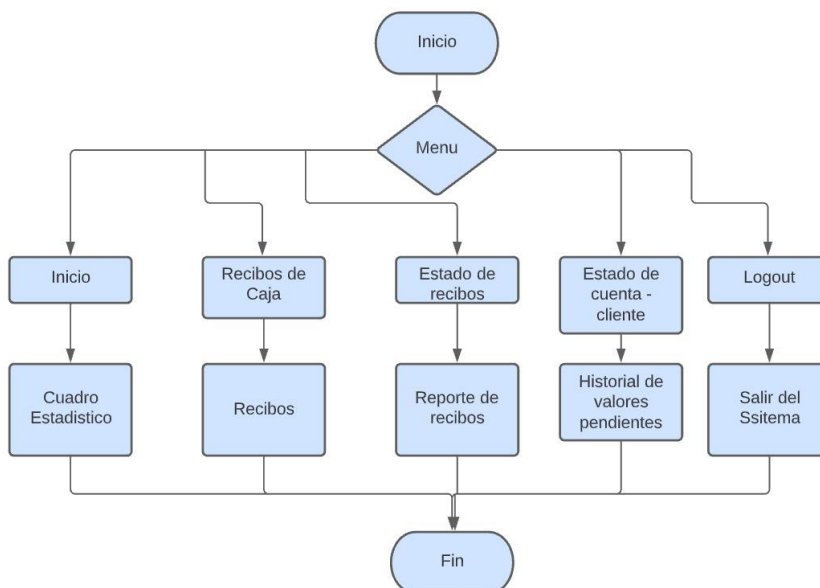 Inicio
Menu
Inicio
Recibos de
Caja
Estado de
recibos
Estado de
cuenta -
cliente
Logout
Cuadro
Estadistico
Recibos
Reporte de
recibos
Historial de
valores
pendientes
Salir del
Ssitema
Fin